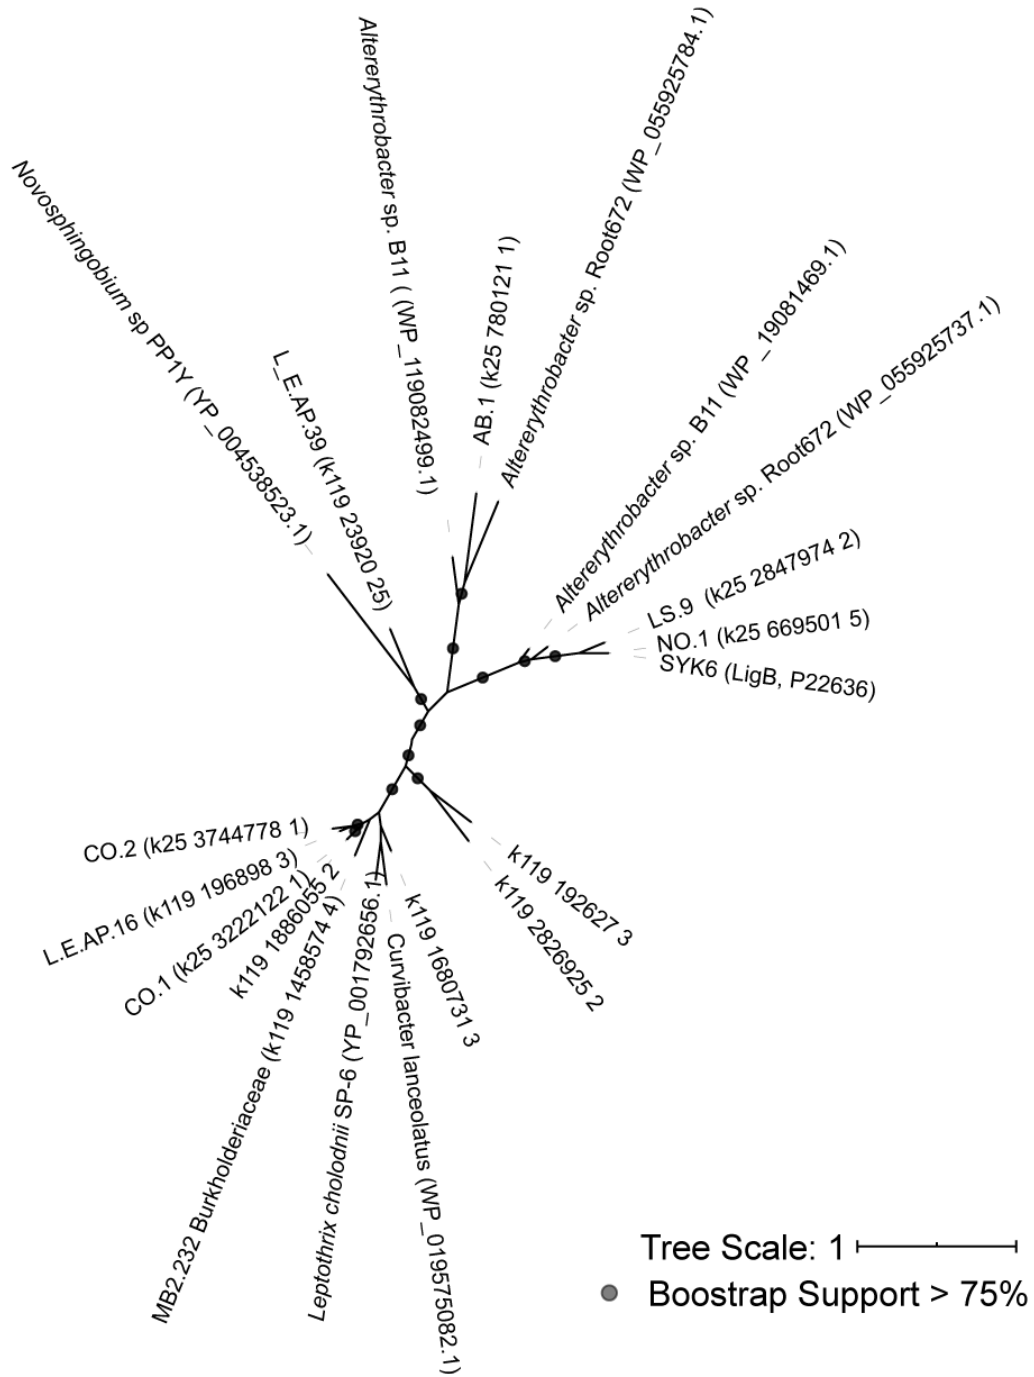 Altererythrobacter sp. B11 ( (WP_119082499.1)
Altererythrobacter sp. Root672 (WP_055925784.1)
Novosphingobium sp PP1Y (YP_004538523.1)
L_E.AP.39 (k119 23920 25)
AB.1 (k25 780121 1)
Altererythrobacter sp. B11 (WP_19081469.1)
Altererythrobacter sp. Root672 (WP_055925737.1)
LS.9 (k25 2847974 2)
NO.1 (k25 669501 5)
SYK6 (LigB, P22636)
CO.2 (k25 3744778 1)
L.E.AP.16 (k119 196898 3)
CO.1 (k25 3222122 1)
k119 1886055 2
MB2.232 Burkholderiaceae (k119 1458574 4)
Leptothrix cholodnii SP-6 (YP_001792656.1)
Curvibacter lanceolatus (WP_019575082.1)
k119 1680731 3
k119 2826925 2
k119 192627 3
Tree Scale: 1
Boostrap Support > 75%